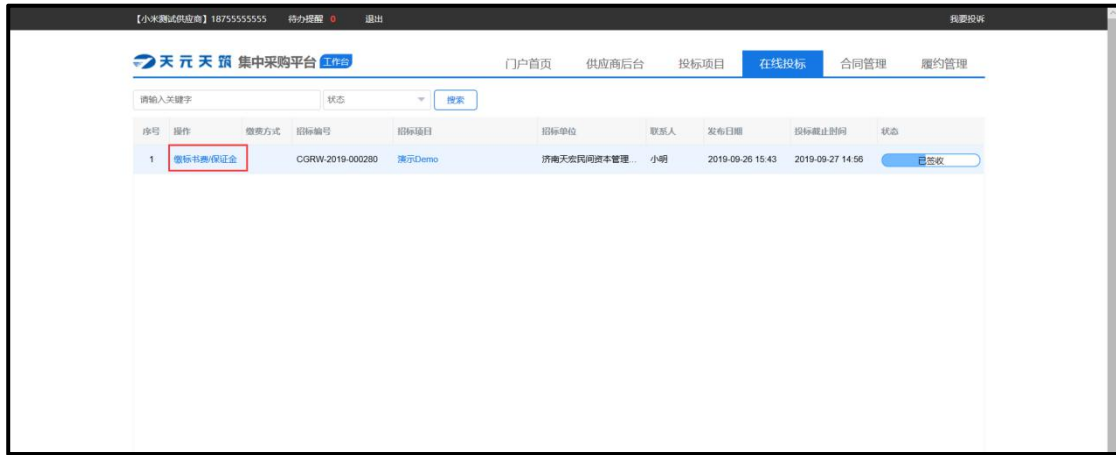 【小米测试供应商】18755555555 待办提醒 0 退出 我要投诉
天元天筑 集中采购平台 工作台 门户首页 供应商后台 投标项目 在线投标 合同管理 履约管理
请输入关键字 状态 搜索
序号 操作 缴费方式 招标编号 招标项目 招标单位 联系人 发布日期 投标截止时间 状态
1 缴标书费/保证金 CGRW-2019-000280 演示Demo 济南天宏民间资本管理... 小明 2019-09-26 15:43 2019-09-27 14:56 已签收